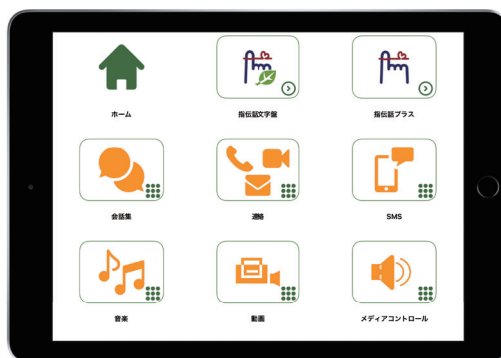 ホーム
指伝話文字盤
指伝話プラス
会話集
連絡
SMS
音楽
動画
メディアコントロール